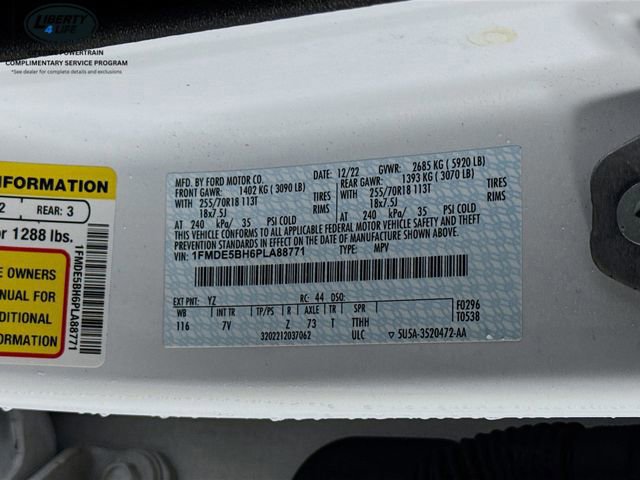 LIBERTY
4LIFE
POWERTRAIN
COMPLIMENTARY SERVICE PROGRAM
*See dealer for complete details and exclusions
INFORMATION
2 REAR: 3
1288 lbs.
OWNERS
MANUAL FOR
ADDITIONAL
1FMDE5BH6PLA88771
MFD. BY FORD MOTOR CO.
DATE: 12/22 GVWR: 2685 KG ( 5920 LB)
FRONT GAWR: 1402 KG ( 3090 LB)
REAR GAWR: 1393 KG ( 3070 LB)
WITH 255/70R18 113T TIRES
WITH 255/70R18 113T TIRES
18x7.5J RIMS
18x7.5J RIMS
AT 240 kPa/ 35 PSI COLD
AT 240 kPa/ 35 PSI COLD
THIS VEHICLE CONFORMS TO ALL APPLICABLE FEDERAL MOTOR VEHICLE SAFETY
AND THEFT PREVENTION STANDARDS IN EFFECT ON THE DATE OF MANUFACTURE SHOWN ABOVE.
VIN: 1FMDE5BH6PLA88771 TYPE: MPV
EXT PNT: YZ RC: 44 DSO:
WB INT TR TP/PS R AXLE TR
116 7V Z 73 T TTHH
F0296
T0538
3202212037062 ULC
5U5A-3520472-AA